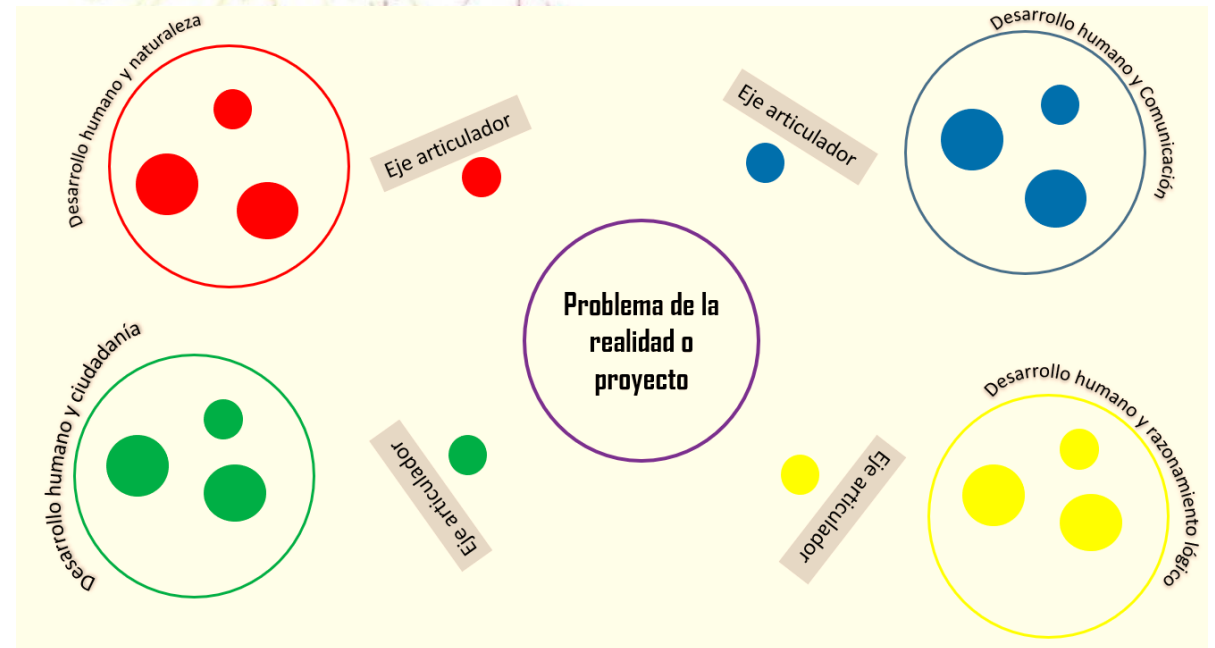 Desarrollo humano y naturaleza
Eje articulador
Eje articulador
Desarrollo humano y Comunicación
Problema de la
realidad o
proyecto
Desarrollo humano y ciudadanía
Eje articulador
Eje articulador
Desarrollo humano y razonamiento lógico